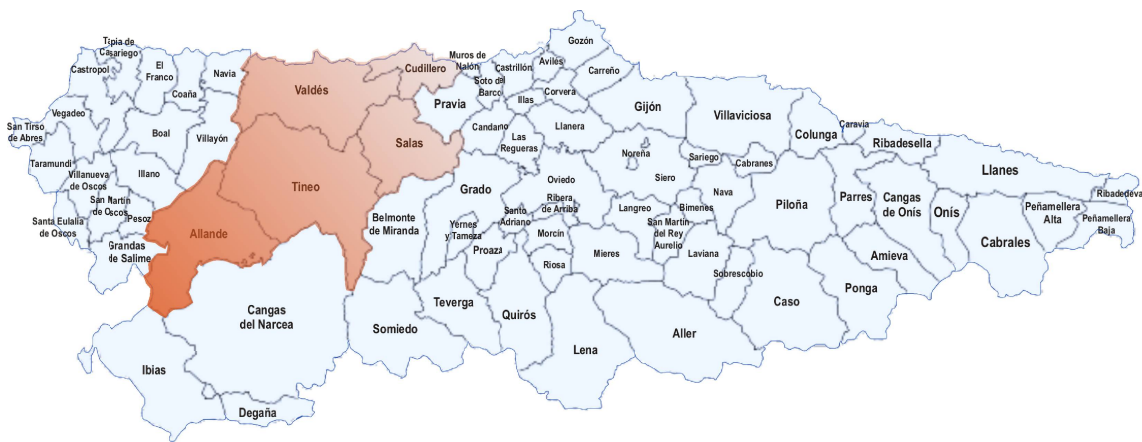 Tapia de
Casariego
Castropol
El
Franco
Coaña
Navia
Valdés
Cudillero
Muros de
Nalón
Soto del
Barco
Castrillón
Avilés
Gozón
Carreño
Corvera
Illas
Pravia
Vegadeo
San Tirso
de Abres
Boal
Villayón
Salas
Candamo
Las
Regueras
Llanera
Gijón
Villaviciosa
Colunga
Caravia
Ribadesella
Llanes
Ribadedeva
Taramundi
Villanueva
de Oscos
Illano
San Martín
de Oscos
Pesoz
Santa Eulalia
de Oscos
Grandas
de Salime
Allande
Tineo
Belmonte
de Miranda
Grado
Yernes
y Tameza
Santo
Adriano
Proaza
Oviedo
Ribera
de Arriba
Morcín
Riosa
Noreña
Siero
Sariego
Cabranes
Nava
Bimenes
Langreo
San Martín
del Rey
Aurelio
Mieres
Laviana
Sobrescobio
Piloña
Parres
Cangas
de Onís
Onís
Cabrales
Peñamellera
Alta
Peñamellera
Baja
Amieva
Ponga
Caso
Aller
Lena
Quirós
Teverga
Somiedo
Cangas
del Narcea
Ibias
Degaña